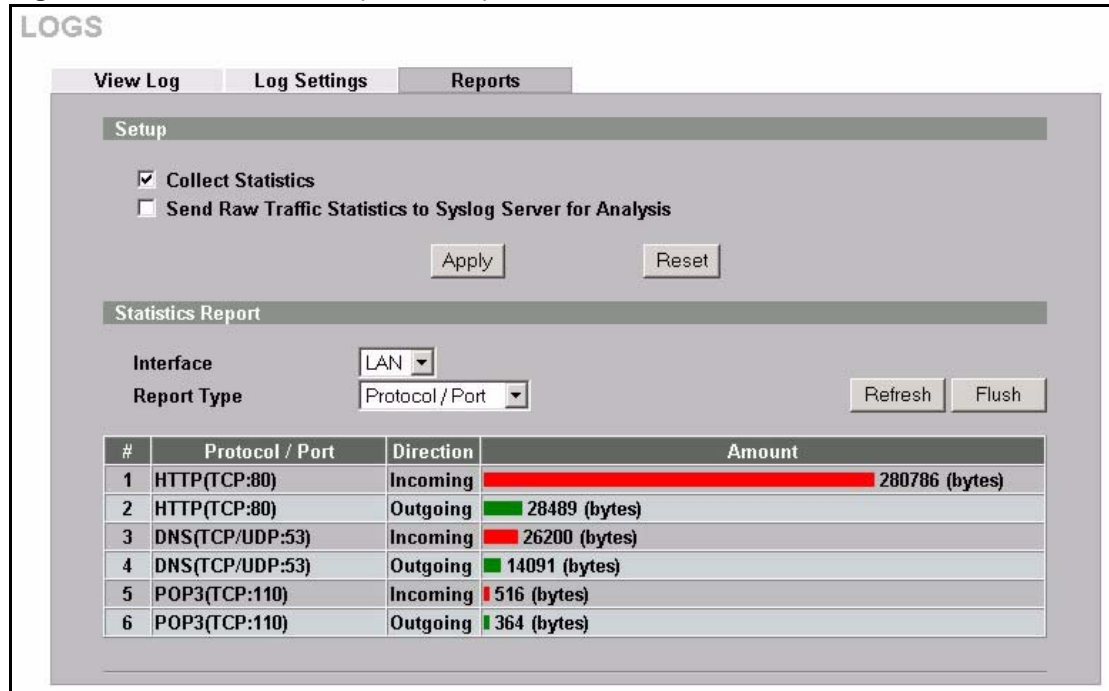 LOGS
View Log Log Settings Reports
Setup
Collect Statistics
Send Raw Traffic Statistics to Syslog Server for Analysis
Apply Reset
Statistics Report
Interface LAN
Report Type Protocol / Port Refresh Flush
# Protocol / Port Direction Amount
1 HTTP(TCP:80) Incoming 280786 (bytes)
2 HTTP(TCP:80) Outgoing 28489 (bytes)
3 DNS(TCP/UDP:53) Incoming 26200 (bytes)
4 DNS(TCP/UDP:53) Outgoing 14091 (bytes)
5 POP3(TCP:110) Incoming 516 (bytes)
6 POP3(TCP:110) Outgoing 364 (bytes)